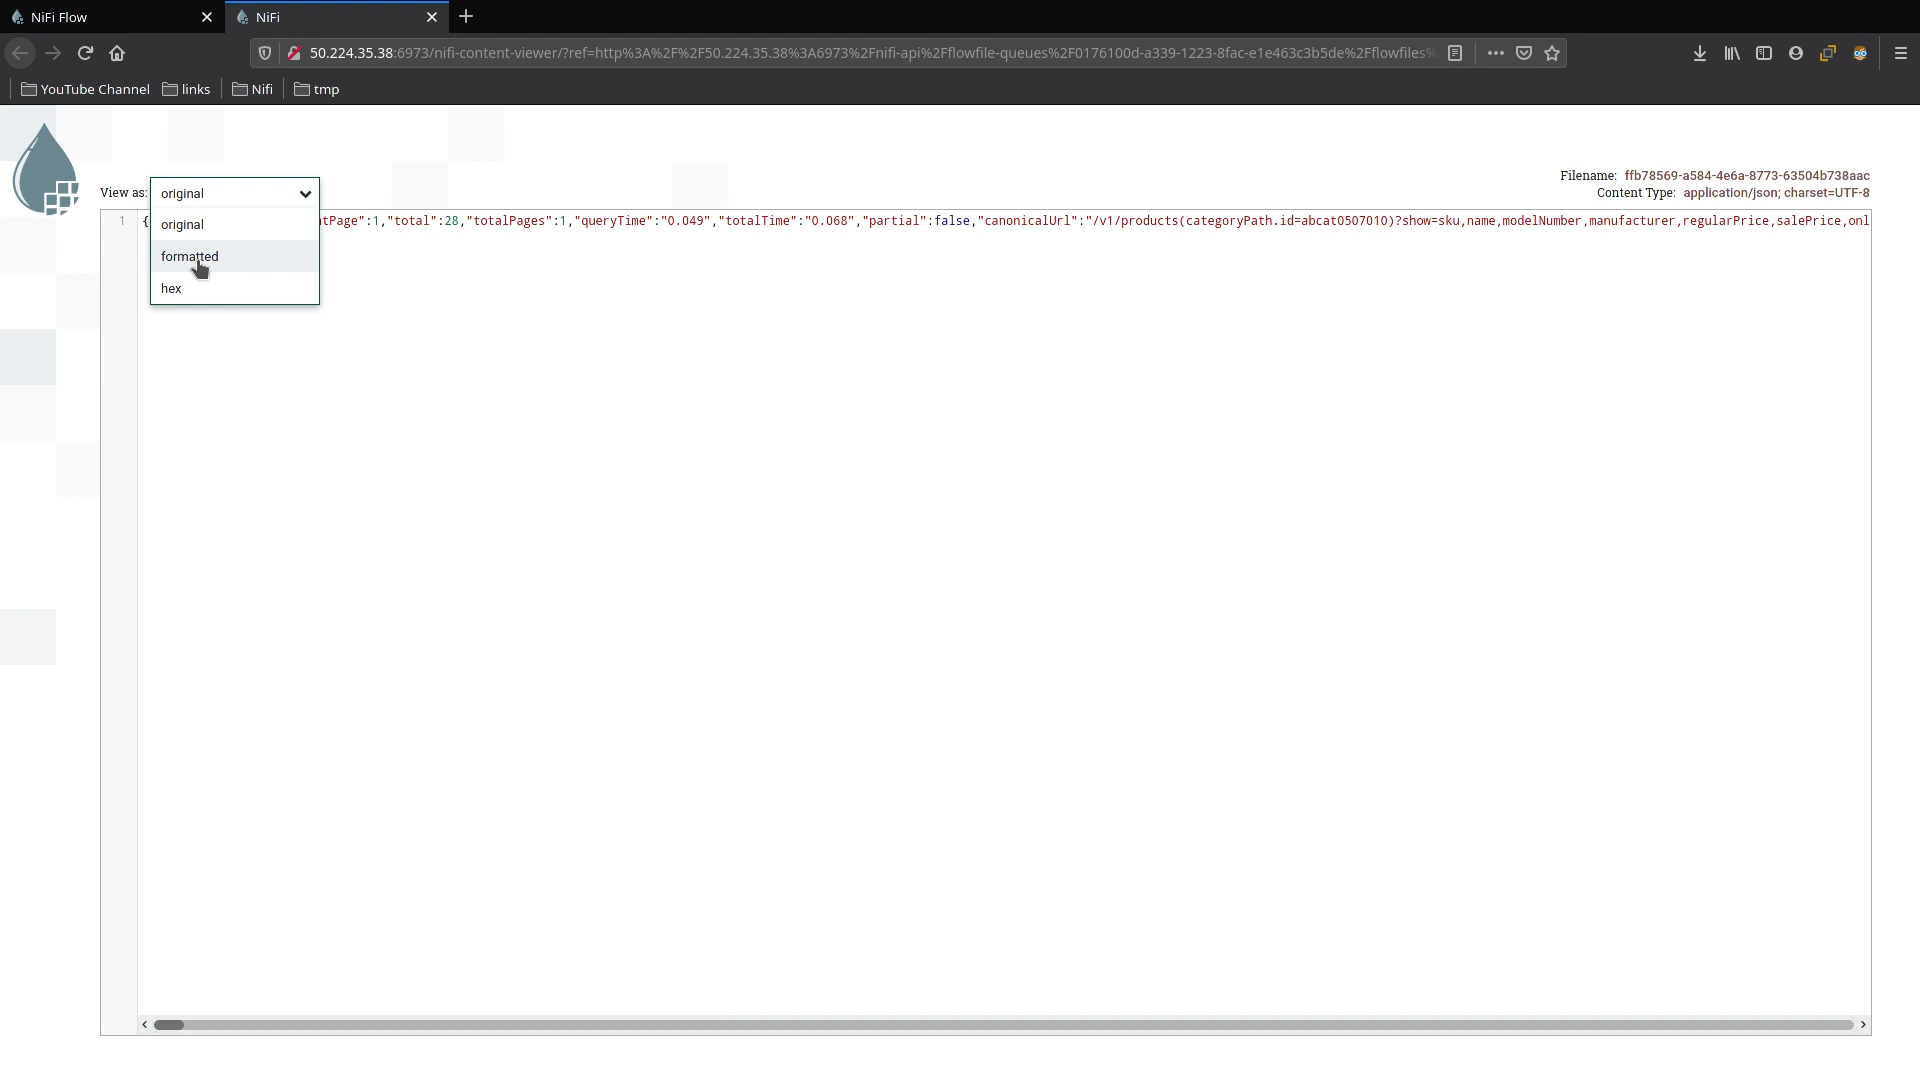 NiFi Flow
NiFi
50.224.35.38:6973/nifi-content-viewer/?ref=http%3A%2F%2F50.224.35.38%3A6973%2Fnifi-api%2Fflowfile-queues%2F0176100d-a339-1223-8fac-e1e463c3b5de%2Fflowfiles%
YouTube Channel
links
Nifi
tmp
Filename: ffb78569-a584-4e6a-8773-63504b738aac
View as: original
Content Type: application/json; charset=UTF-8
1 { tPage":1,"total":28,"totalPages":1,"queryTime":"0.049","totalTime":"0.068","partial":false,"canonicalUrl":"/v1/products(categoryPath.id=abcat0507010)?show=sku,name,modelNumber,manufacturer,regularPrice,salePrice,onl
original
formatted
hex